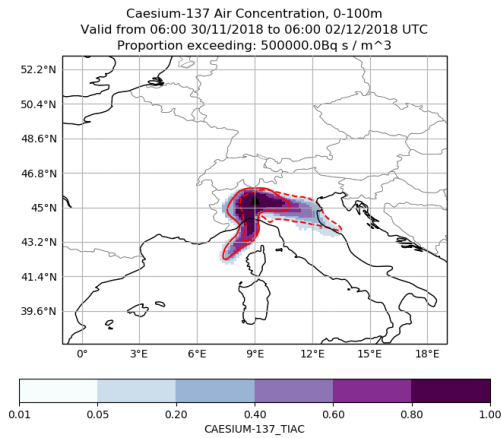 Caesium-137 Air Concentration, 0-100m
Valid from 06:00 30/11/2018 to 06:00 02/12/2018 UTC
Proportion exceeding: 500000.0Bq s / m^3
52.2°N
50.4°N
48.6°N
46.8°N
45°N
43.2°N
41.4°N
39.6°N
0° 3°E 6°E 9°E 12°E 15°E 18°E
0.01 0.05 0.20 0.40 0.60 0.80 1.00
CAESIUM-137_TIAC